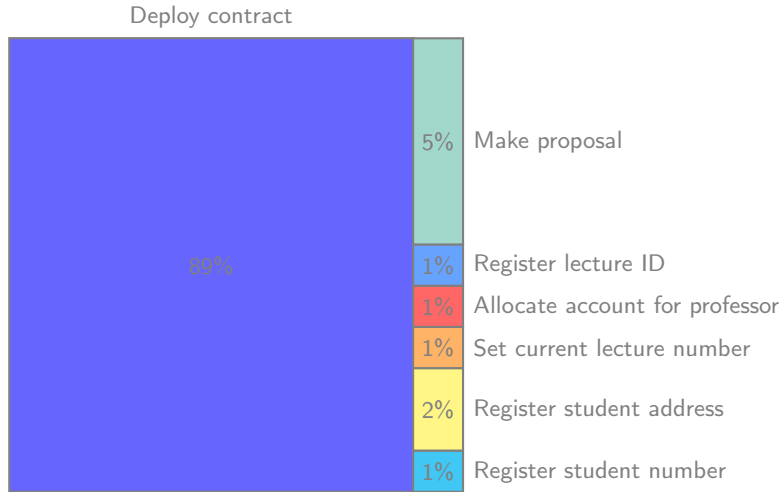 Deploy contract
89%
5% Make proposal
1% Register lecture ID
1% Allocate account for professor
1% Set current lecture number
2% Register student address
1% Register student number